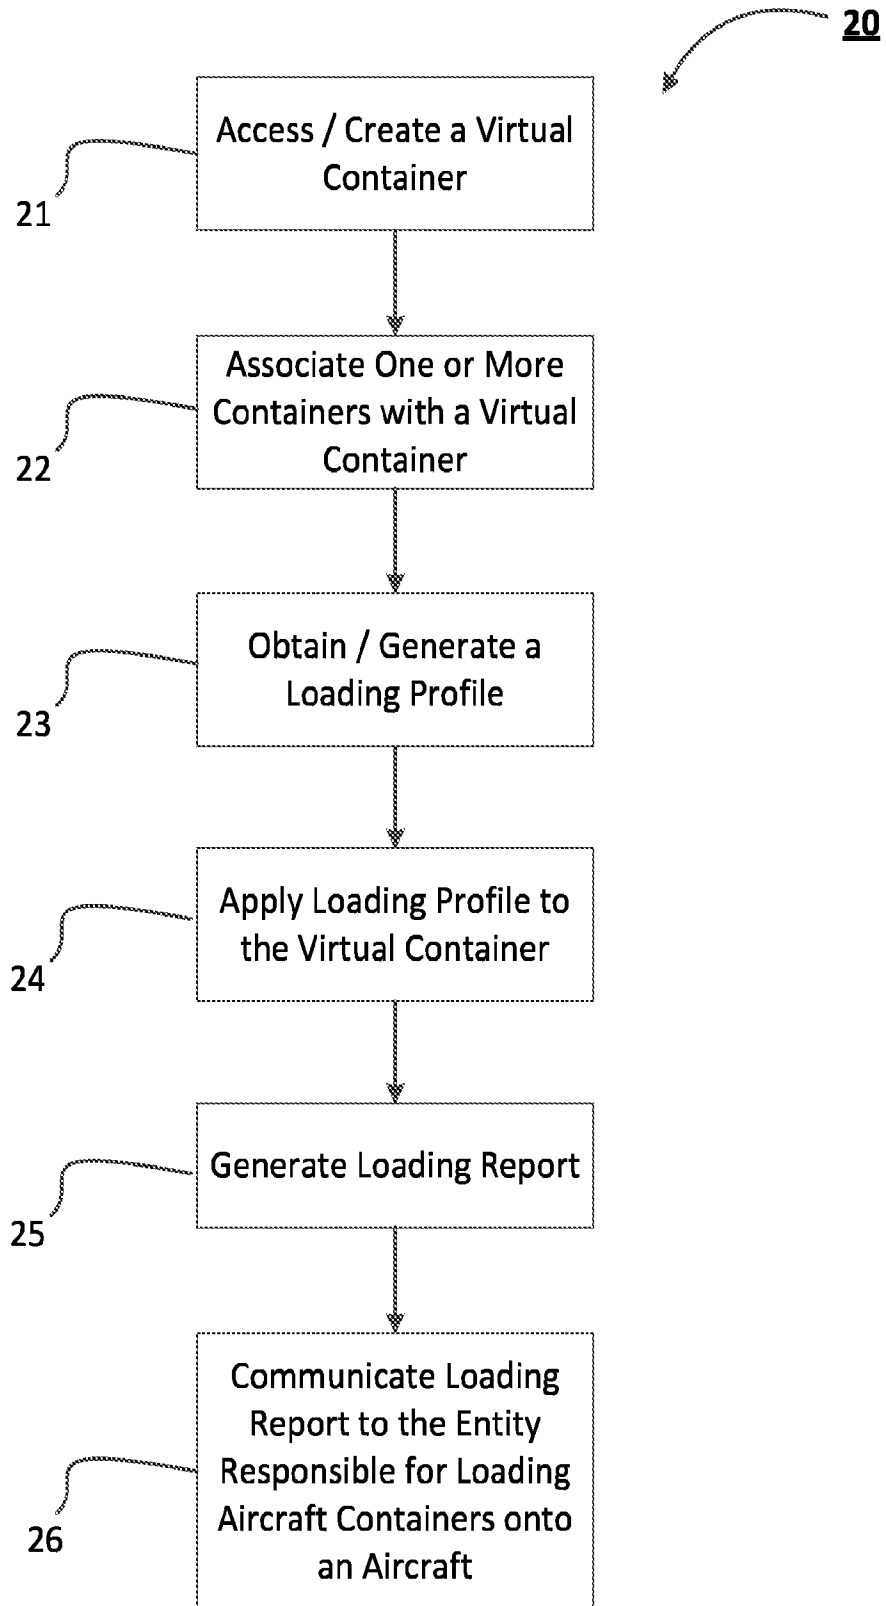 20
Access / Create a Virtual
Container
21
Associate One or More
Containers with a Virtual
Container
22
Obtain / Generate a
Loading Profile
23
Apply Loading Profile to
the Virtual Container
24
Generate Loading Report
25
Communicate Loading
Report to the Entity
Responsible for Loading
Aircraft Containers onto
an Aircraft
26